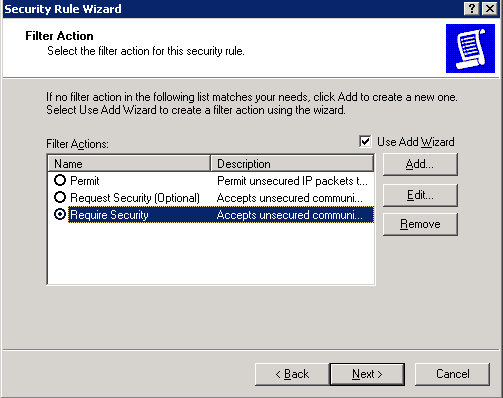 Security Rule Wizard
Filter Action
Select the filter action for this security rule.
If no filter action in the following list matches your needs, click Add to create a new one.
Select Use Add Wizard to create a filter action using the wizard.
Filter Actions:
Use Add Wizard
Name Description
Permit Permit unsecured IP packets t...
Request Security (Optional) Accepts unsecured communi...
Require Security Accepts unsecured communi...
Add...
Edit...
Remove
< Back Next > Cancel